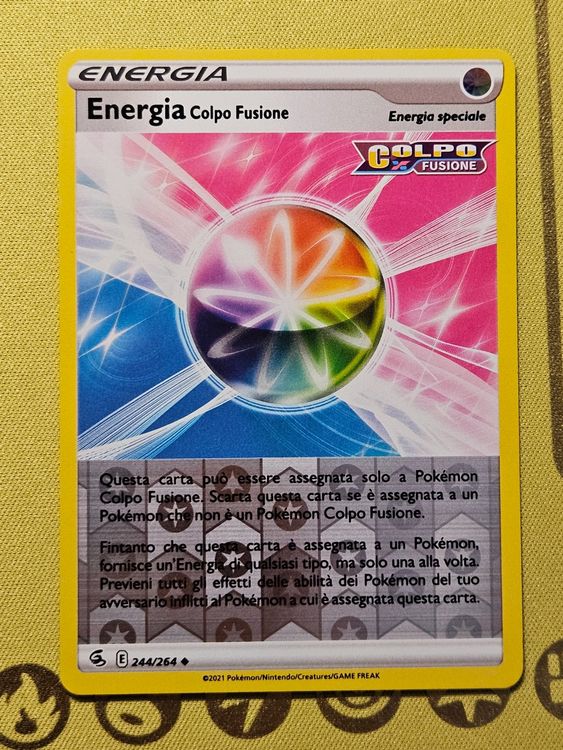 ENERGIA
Energia Colpo Fusione
Energia speciale
COLPO
FUSIONE
Questa carta può essere assegnata solo a Pokémon
Colpo Fusione. Scarta questa carta se è assegnata a un
Pokémon che non è un Pokémon Colpo Fusione.
Fintanto che questa carta è assegnata a un Pokémon,
fornisce un'Energia di qualsiasi tipo, ma solo una alla volta.
Previeni tutti gli effetti delle abilità dei Pokémon del tuo
avversario inflitti al Pokémon a cui è assegnata questa carta.
E 244/264
©2021 Pokémon/Nintendo/Creatures/GAME FREAK